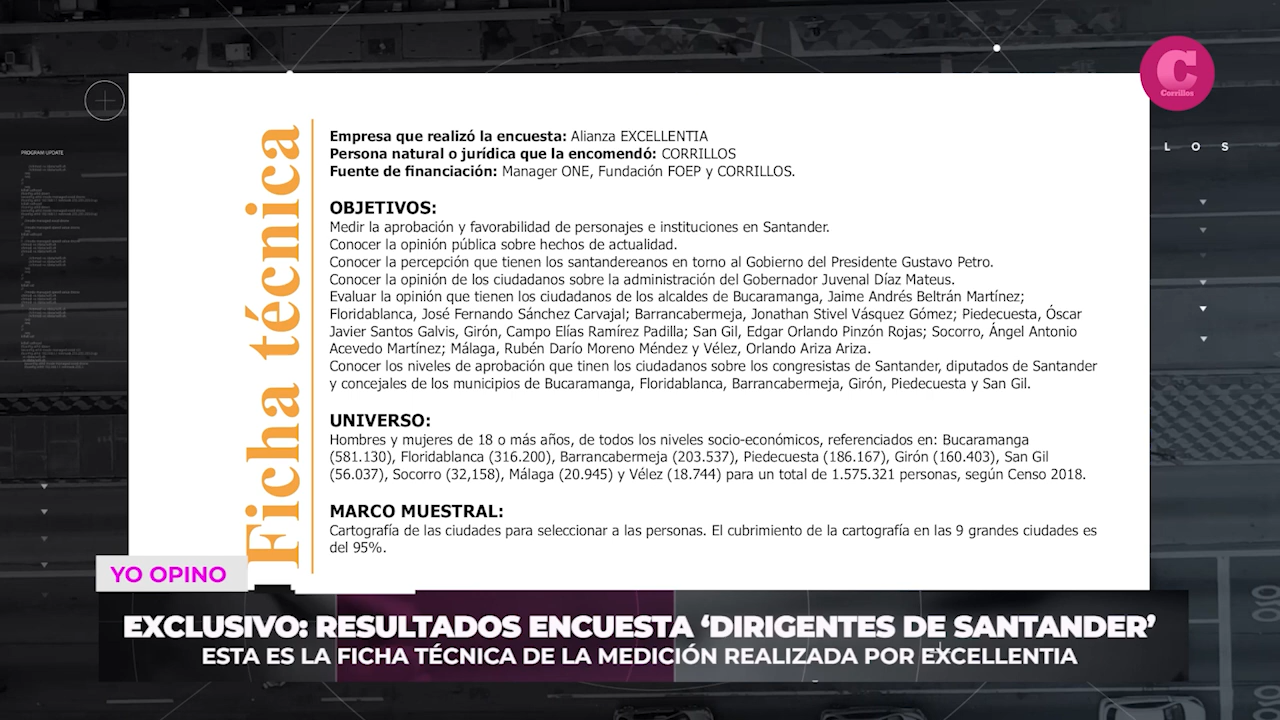 C
Corrillos
PROGRAM UPDATE
L O S
Ficha técnica
Empresa que realizó la encuesta: Alianza EXCELLENTIA
Persona natural o jurídica que la encomendó: CORRILLOS
Fuente de financiación: Manager ONE, Fundación FOEP y CORRILLOS.
OBJETIVOS:
Medir la aprobación y favorabilidad de personajes e instituciones en Santander.
Conocer la opinión pública sobre hechos de actualidad.
Conocer la percepción que tienen los santandereanos en torno al Gobierno del Presidente Gustavo Petro.
Conocer la opinión de los ciudadanos sobre la administración del Gobernador Juvenal Díaz Mateus.
Evaluar la opinión que tienen los ciudadanos de los alcaldes de Bucaramanga, Jaime Andrés Beltrán Martínez;
Floridablanca, José Fernando Sánchez Carvajal; Barrancabermeja, Jonathan Stivel Vásquez Gómez; Piedecuesta, Óscar
Javier Santos Galvis; Girón, Campo Elías Ramírez Padilla; San Gil, Edgar Orlando Pinzón Rojas; Socorro, Ángel Antonio
Acevedo Martínez; Málaga, Rubén Darío Moreno Méndez y Vélez, Orlando Anza Ariza.
Conocer los niveles de aprobación que tinen los ciudadanos sobre los congresistas de Santander, diputados de Santander
y concejales de los municipios de Bucaramanga, Floridablanca, Barrancabermeja, Girón, Piedecuesta y San Gil.
UNIVERSO:
Hombres y mujeres de 18 o más años, de todos los niveles socio-económicos, referenciados en: Bucaramanga
(581.130), Floridablanca (316.200), Barrancabermeja (203.537), Piedecuesta (186.167), Girón (160.403), San Gil
(56.037), Socorro (32,158), Málaga (20.945) y Vélez (18.744) para un total de 1.575.321 personas, según Censo 2018.
MARCO MUESTRAL:
Cartografía de las ciudades para seleccionar a las personas. El cubrimiento de la cartografía en las 9 grandes ciudades es
del 95%.
YO OPINO
EXCLUSIVO: RESULTADOS ENCUESTA ‘DIRIGENTES DE SANTANDER’
ESTA ES LA FICHA TÉCNICA DE LA MEDICIÓN REALIZADA POR EXCELLENTIA